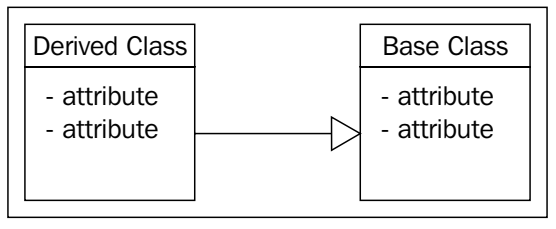 Derived Class
- attribute
- attribute
Base Class
- attribute
- attribute